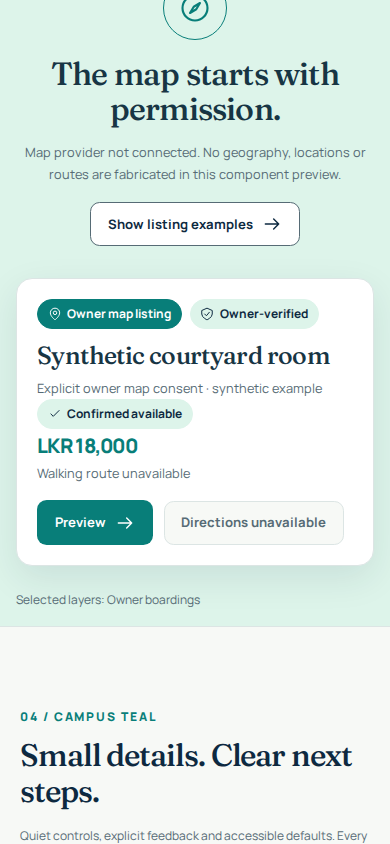 The map starts with
permission.
Map provider not connected. No geography, locations or
routes are fabricated in this component preview.
Show listing examples
Owner map listing
Owner-verified
Synthetic courtyard room
Explicit owner map consent · synthetic example
Confirmed available
LKR 18,000
Walking route unavailable
Preview
Directions unavailable
Selected layers: Owner boardings
04 / CAMPUS TEAL
Small details. Clear next
steps.
Quiet controls, explicit feedback and accessible defaults. Every